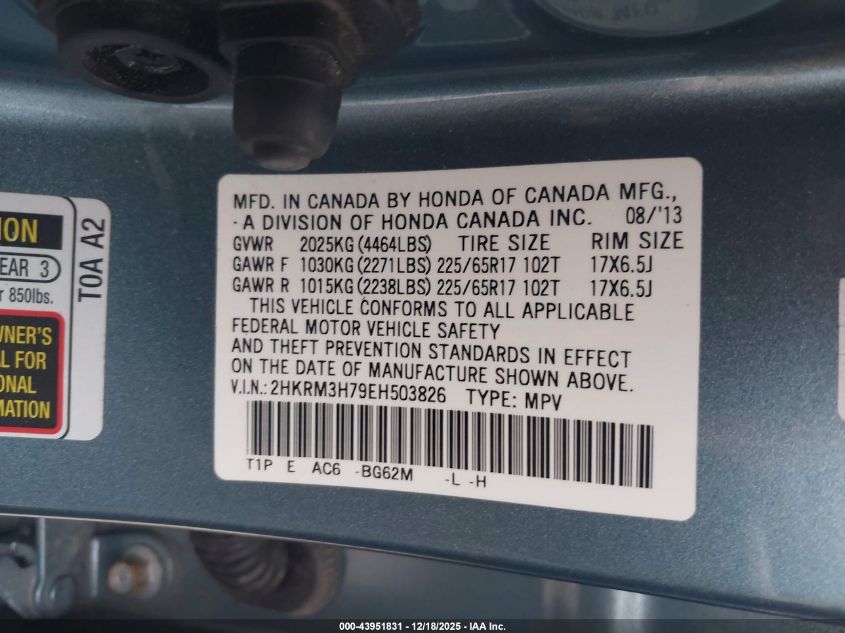 MFD. IN CANADA BY HONDA OF CANADA MFG.,
- A DIVISION OF HONDA CANADA INC. 08/'13
GVWR 2025KG (4464LBS) TIRE SIZE RIM SIZE
GAWR F 1030KG (2271LBS) 225/65R17 102T 17X6.5J
GAWR R 1015KG (2238LBS) 225/65R17 102T 17X6.5J
THIS VEHICLE CONFORMS TO ALL APPLICABLE
FEDERAL MOTOR VEHICLE SAFETY
AND THEFT PREVENTION STANDARDS IN EFFECT
ON THE DATE OF MANUFACTURE SHOWN ABOVE.
V.I.N.: 2HKRM3H79EH503826 TYPE: MPV
T1P E AC6 -BG62M -L -H
ION
EAR 3
r 850lbs.
WNER'S
AL FOR
ONAL
MATION
T0A A2
000-43951831 - 12/18/2025 - IAA Inc.